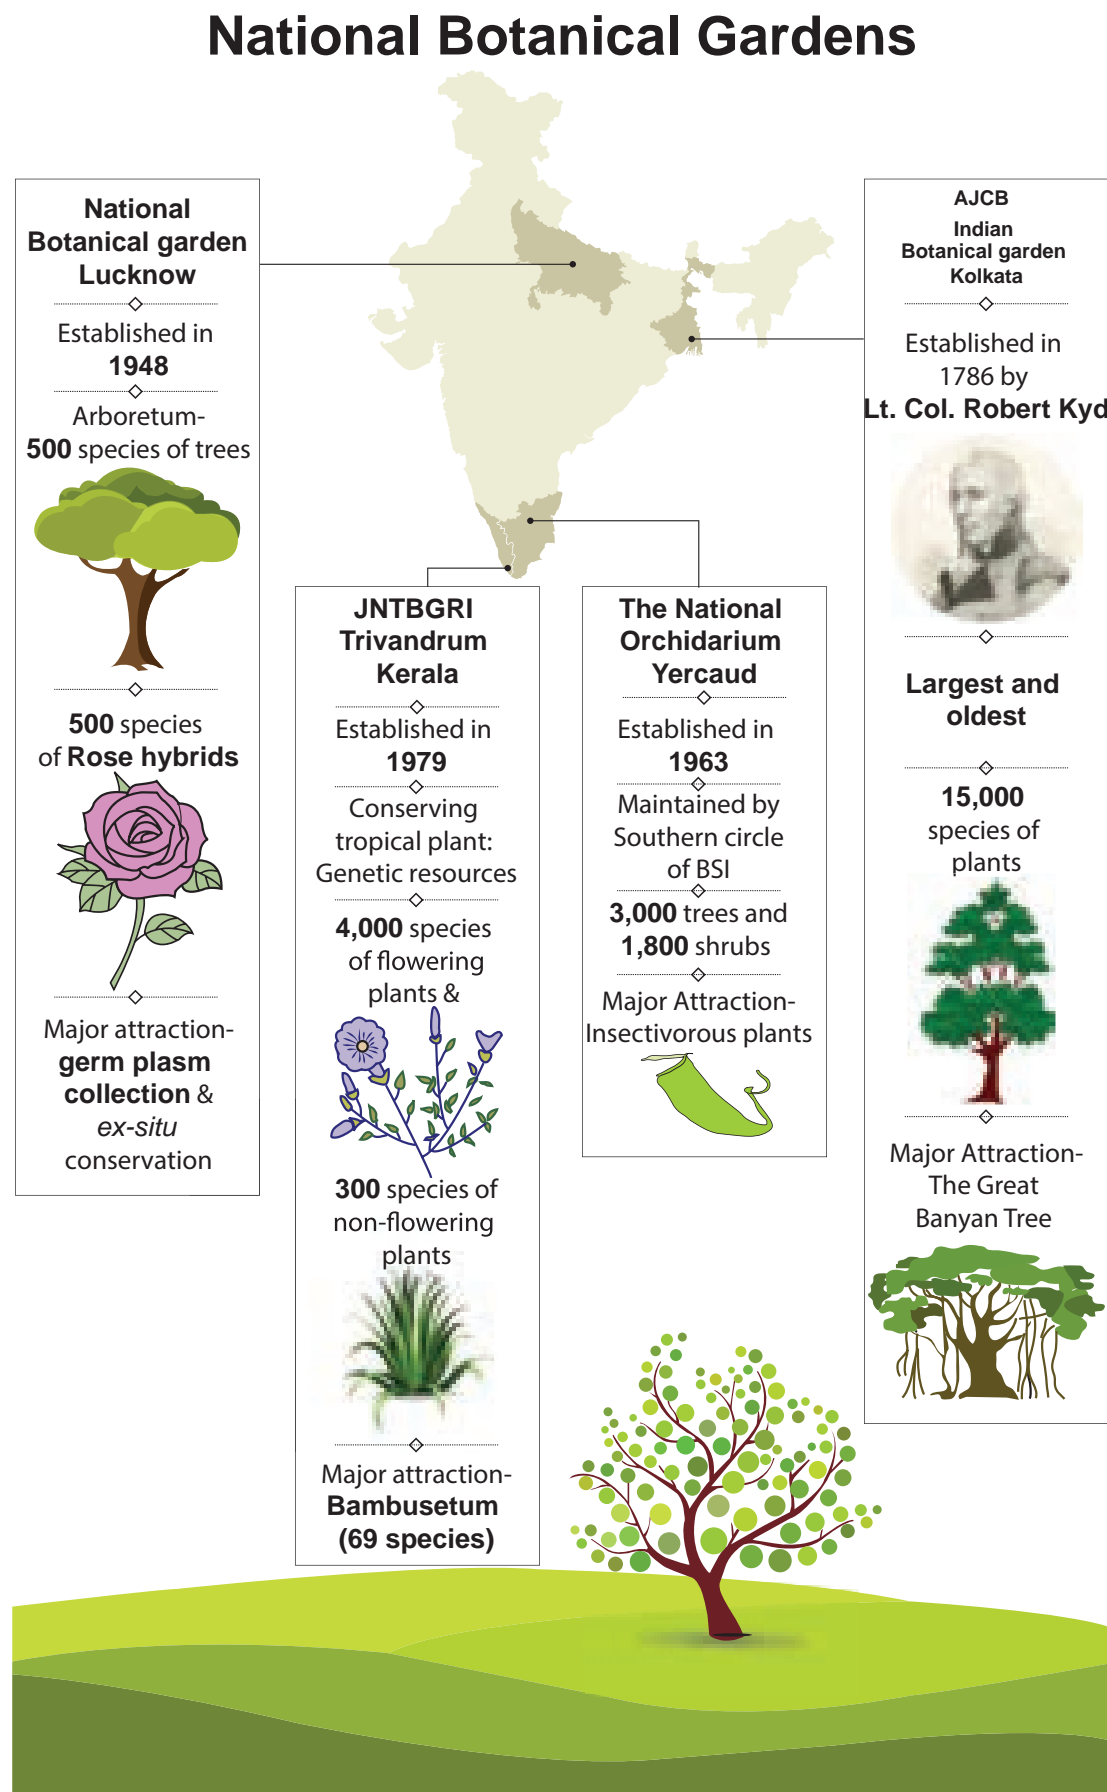 National Botanical Gardens
National
Botanical garden
Lucknow
Established in
1948
Arboretum-
500 species of trees
500 species
of Rose hybrids
Major attraction-
germ plasm
collection &
ex-situ
conservation
JNTBGRI
Trivandrum
Kerala
Established in
1979
Conserving
tropical plant:
Genetic resources
4,000 species
of flowering
plants &
300 species of
non-flowering
plants
Major attraction-
Bambusetum
(69 species)
The National
Orchidarium
Yercaud
Established in
1963
Maintained by
Southern circle
of BSI
3,000 trees and
1,800 shrubs
Major Attraction-
Insectivorous plants
AJCB
Indian
Botanical garden
Kolkata
Established in
1786 by
Lt. Col. Robert Kyd
Largest and
oldest
15,000
species of
plants
Major Attraction-
The Great
Banyan Tree